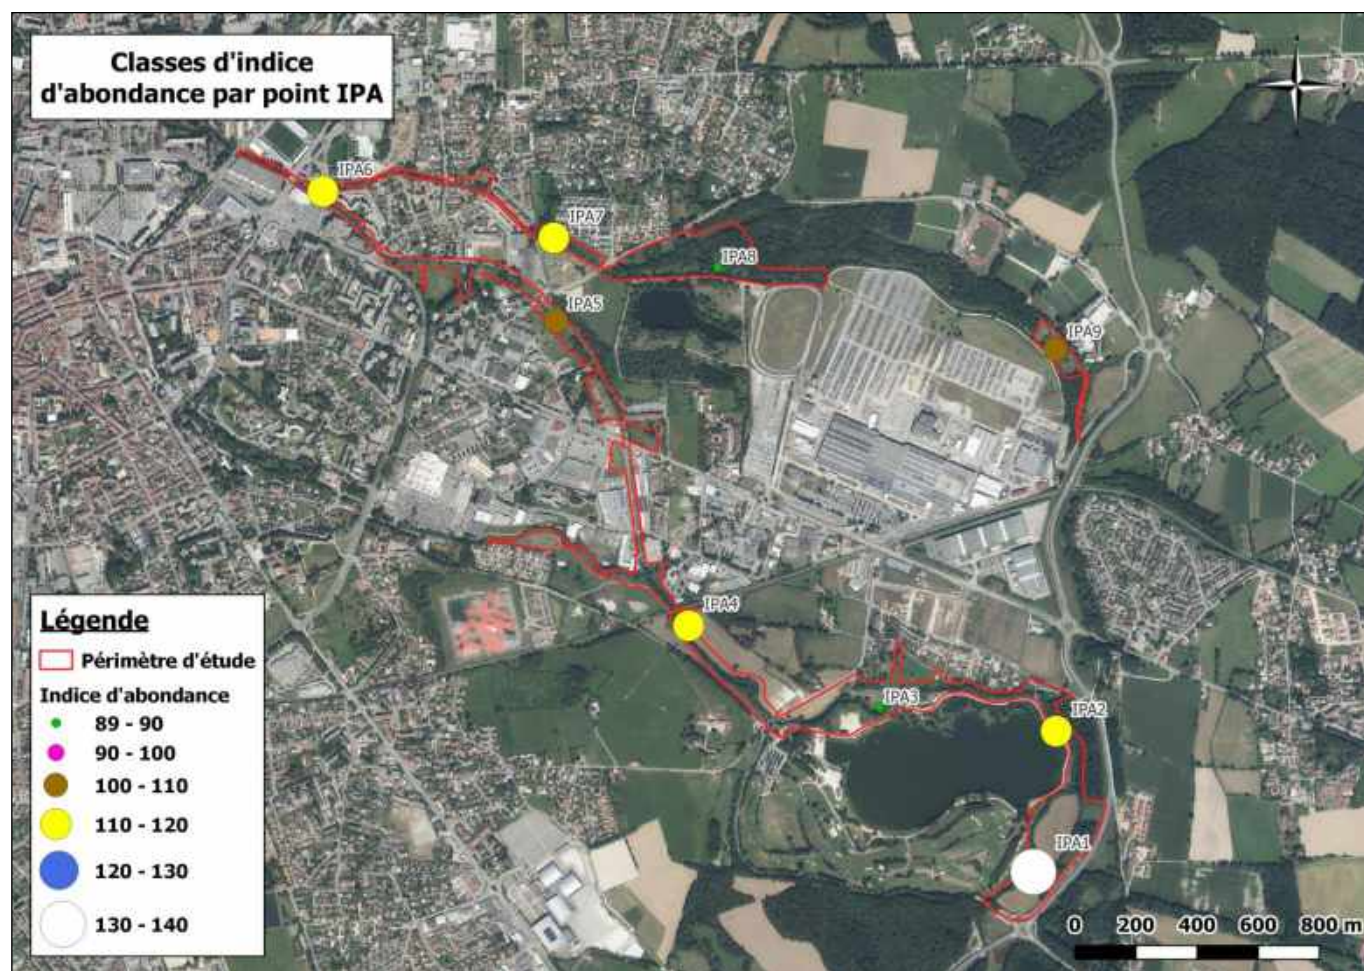 Classes d'indice
d'abondance par point IPA
IPA6
IPA7
IPA8
IPA5
IPA9
IPA4
IPA3
IPA2
IPA1
Légende
Périmètre d'étude
Indice d'abondance
89 - 90
90 - 100
100 - 110
110 - 120
120 - 130
130 - 140
0 200 400 600 800 m